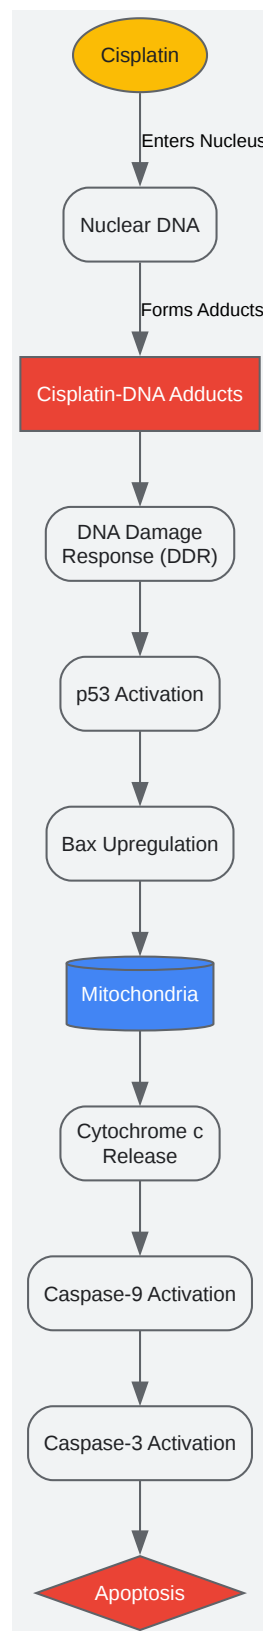 Cisplatin
Enters Nucleus
Nuclear DNA
Forms Adducts
Cisplatin-DNA Adducts
DNA Damage
Response (DDR)
p53 Activation
Bax Upregulation
Mitochondria
Cytochrome c
Release
Caspase-9 Activation
Caspase-3 Activation
Apoptosis